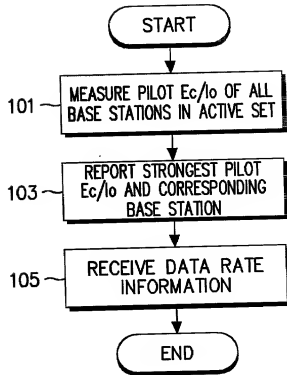 START
101
MEASURE PILOT Ec/Io OF ALL
BASE STATIONS IN ACTIVE SET
103
REPORT STRONGEST PILOT
Ec/Io AND CORRESPONDING
BASE STATION
105
RECEIVE DATA RATE
INFORMATION
END